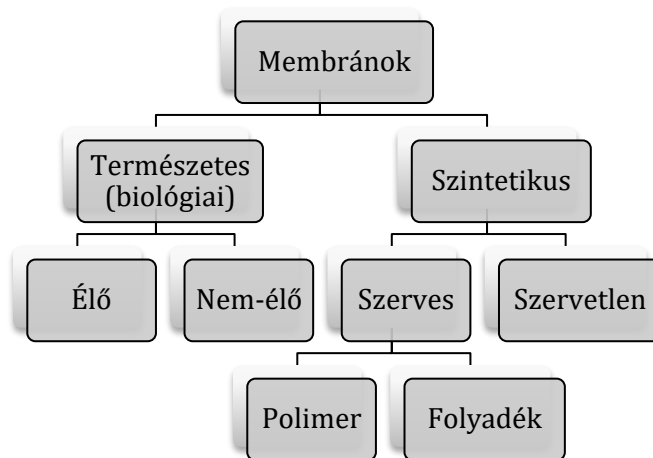 Membránok
Természetes
(biológiai)
Szintetikus
Élő
Nem-élő
Szerves
Szervetlen
Polimer
Folyadék